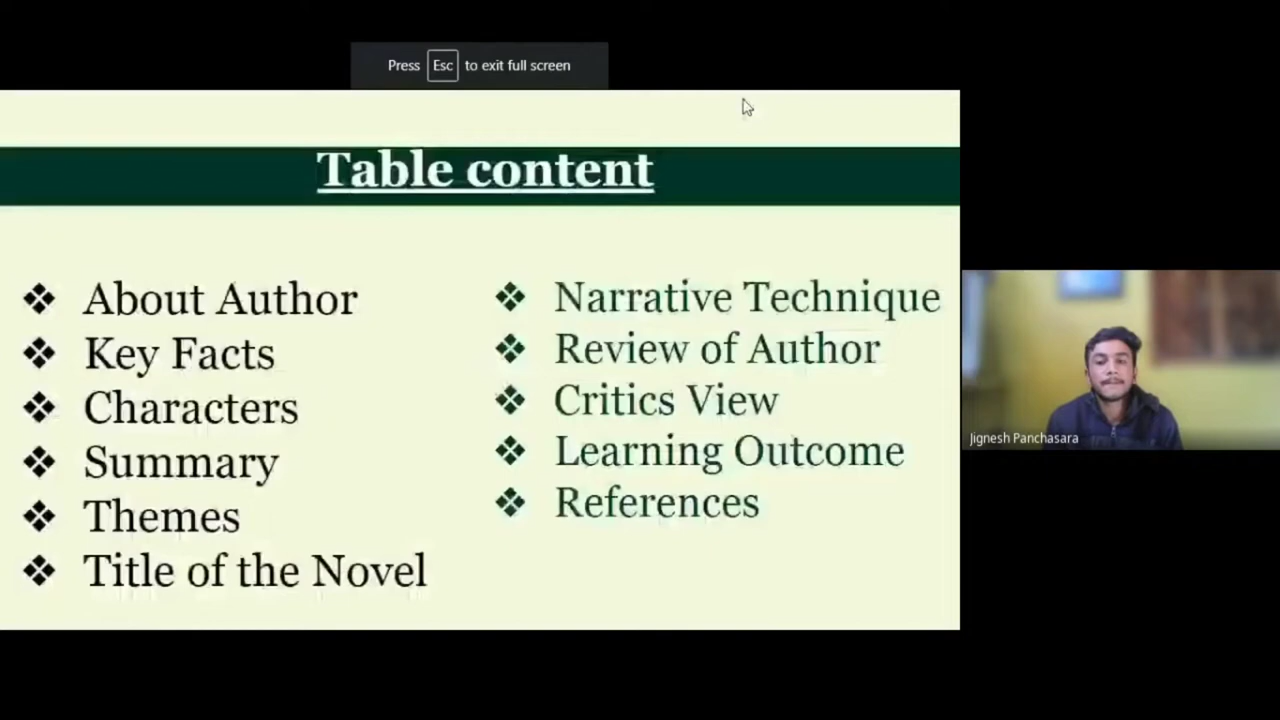 Press Esc to exit full screen
Table content
About Author
Key Facts
Characters
Summary
Themes
Title of the Novel
Narrative Technique
Review of Author
Critics View
Learning Outcome
References
Jignesh Panchasara